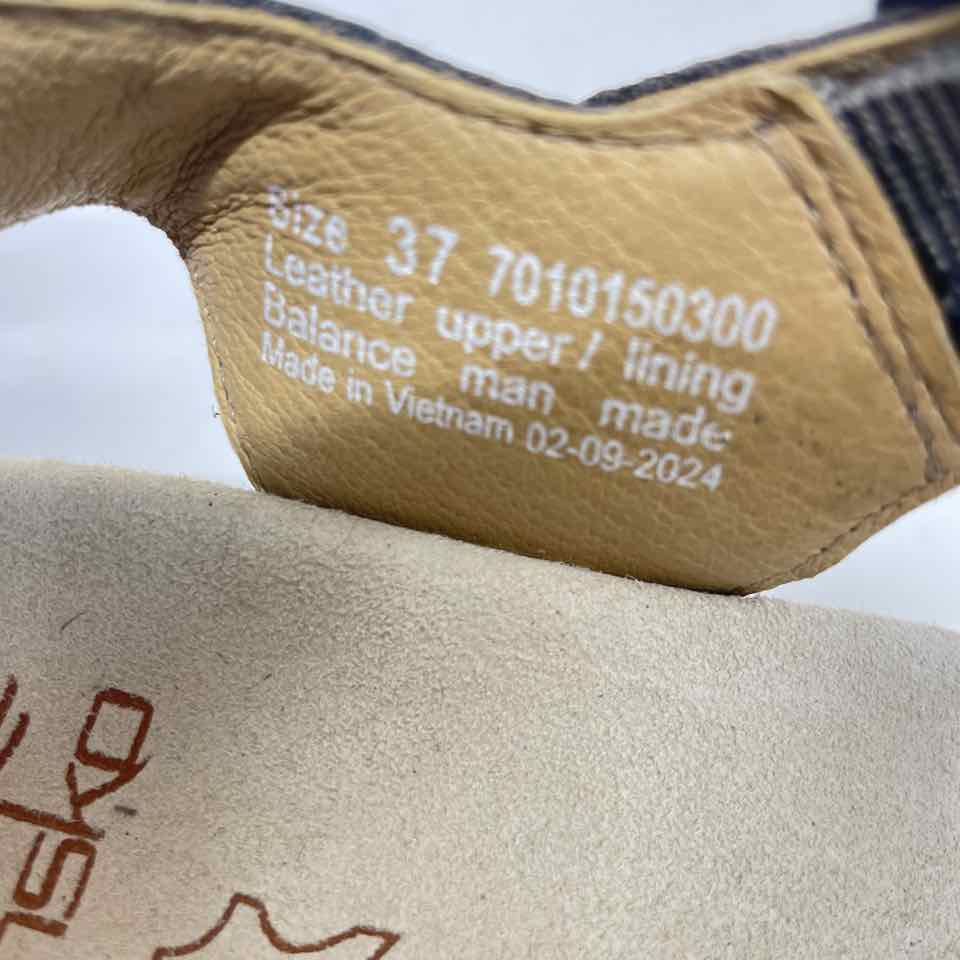 Size 37 7010150300
Leather upper / lining
Balance man made
Made in Vietnam 02-09-2024